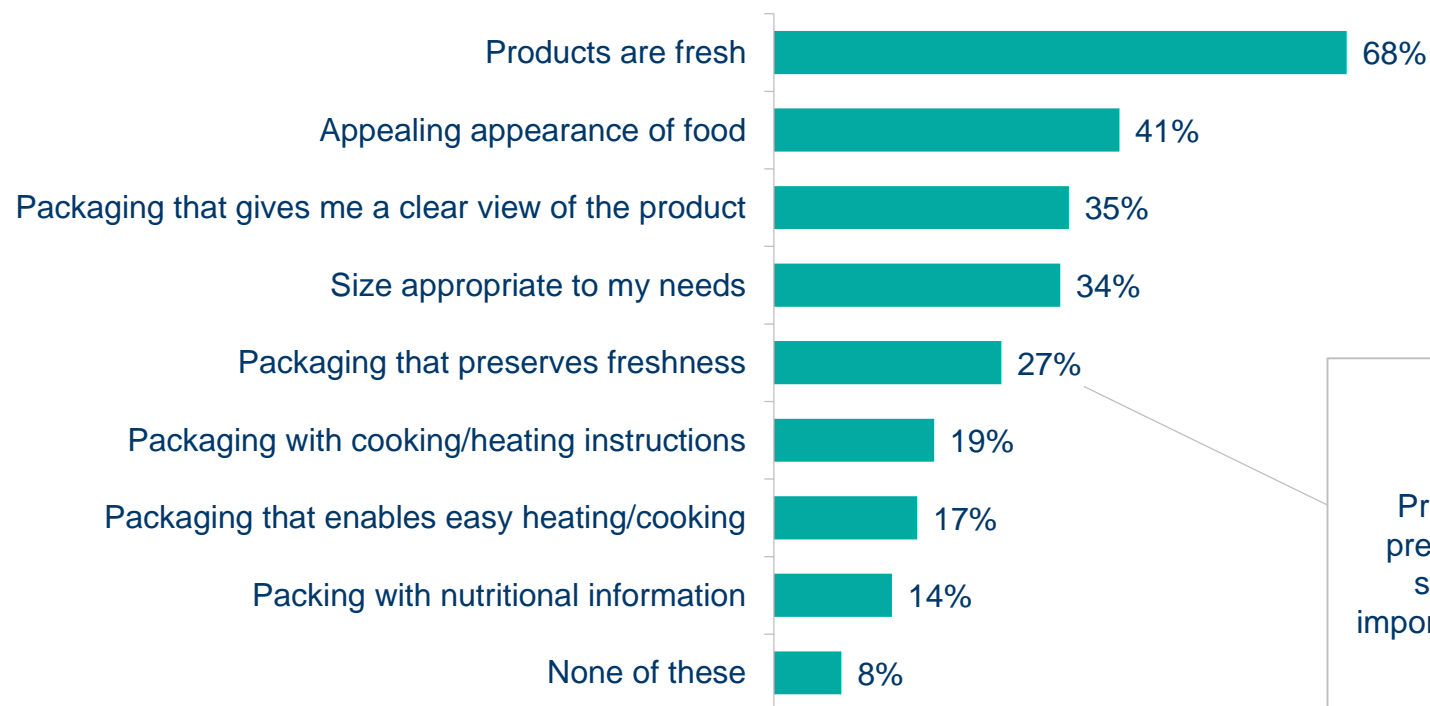 Products are fresh 68%
Appealing appearance of food 41%
Packaging that gives me a clear view of the product 35%
Size appropriate to my needs 34%
Packaging that preserves freshness 27%
Packaging with cooking/heating instructions 19%
Packaging that enables easy heating/cooking 17%
Packing with nutritional information 14%
None of these 8%